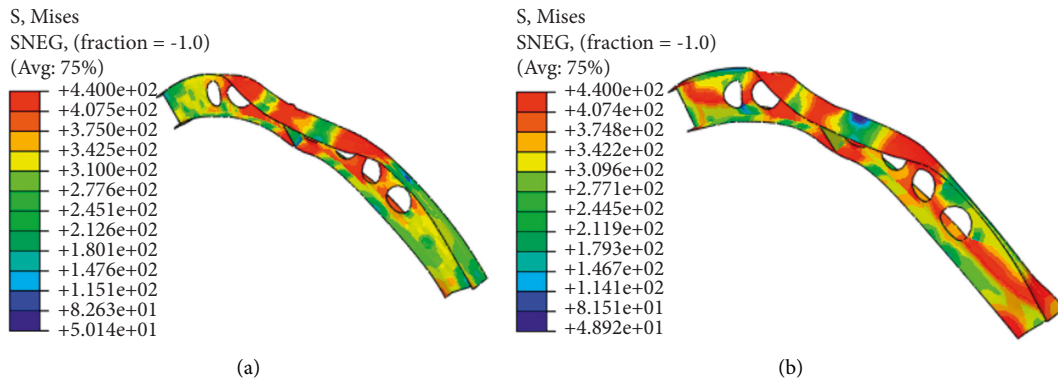 S, Mises
SNEG, (fraction = -1.0)
(Avg: 75%)
+4.400e+02
+4.075e+02
+3.750e+02
+3.425e+02
+3.100e+02
+2.776e+02
+2.451e+02
+2.126e+02
+1.801e+02
+1.476e+02
+1.151e+02
+8.263e+01
+5.014e+01
(a)
S, Mises
SNEG, (fraction = -1.0)
(Avg: 75%)
+4.400e+02
+4.074e+02
+3.748e+02
+3.422e+02
+3.096e+02
+2.771e+02
+2.445e+02
+2.119e+02
+1.793e+02
+1.467e+02
+1.141e+02
+8.151e+01
+4.892e+01
(b)